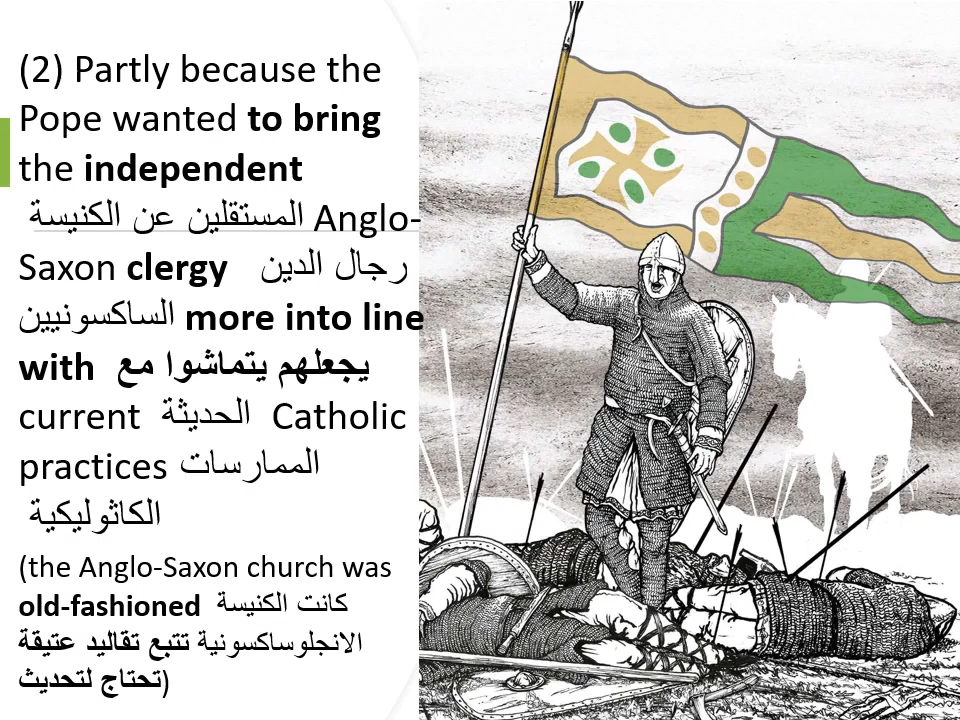 (2) Partly because the
Pope wanted to bring
the independent
المستقلين عن الكنيسة Anglo-
Saxon clergy رجال الدين
الساكسونيين more into line
with يجعلهم يتماشوا مع
current الحديثة Catholic
practices الممارسات
الكاثوليكية
(the Anglo-Saxon church was
old-fashioned كانت الكنيسة
الانجلوساكسونية تتبع تقاليد عتيقة
تحتاج لتحديث)